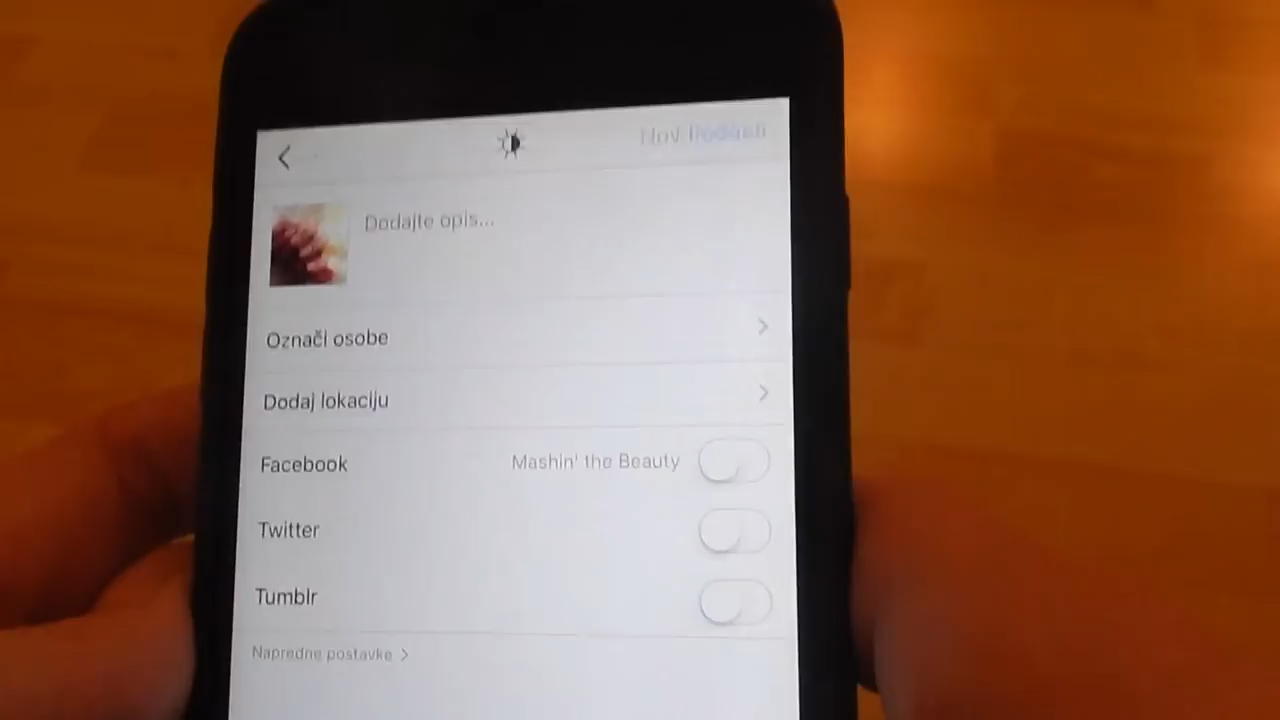 Dodajte opis...
Označi osobe
Dodaj lokaciju
Facebook Mashin' the Beauty
Twitter
Tumblr
Napredne postavke